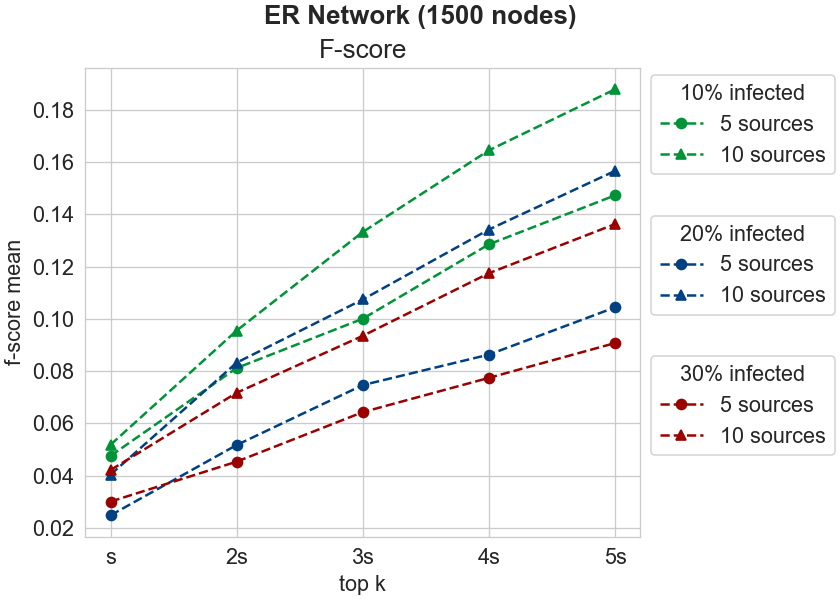 ER Network (1500 nodes)
F-score
0.18
0.16
0.14
0.12
0.10
0.08
0.06
0.04
0.02
f-score mean
s 2s 3s 4s 5s
top k
10% infected
5 sources
10 sources
20% infected
5 sources
10 sources
30% infected
5 sources
10 sources